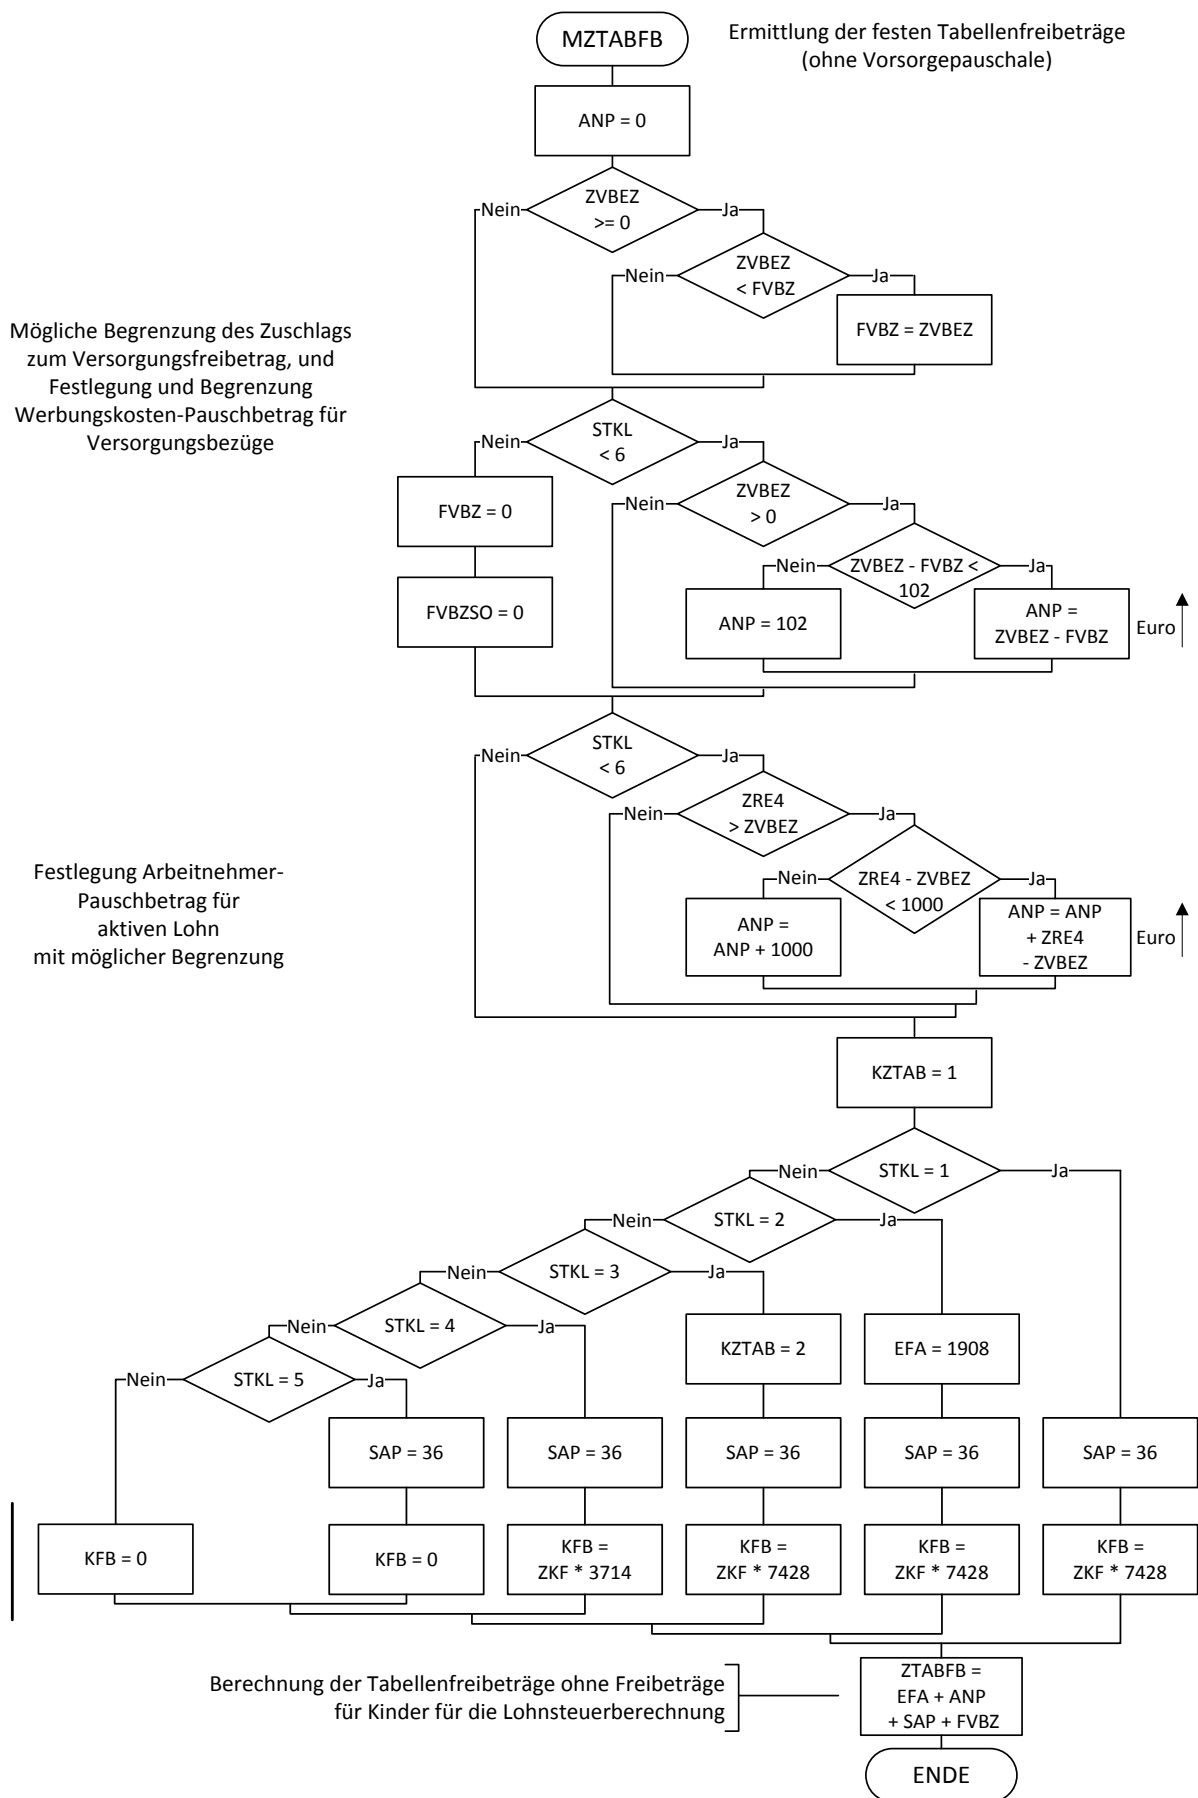 MZTABFB
Ermittlung der festen Tabellenfreibeträge
(ohne Vorsorgepauschale)
ANP = 0
ZVBEZ
>= 0
Nein
Ja
ZVBEZ
< FVBZ
Nein
Ja
FVBZ = ZVBEZ
Mögliche Begrenzung des Zuschlags
zum Versorgungsfreibetrag, und
Festlegung und Begrenzung
Werbungskosten-Pauschbetrag für
Versorgungsbezüge
STKL
< 6
Nein
Ja
FVBZ = 0
FVBZSO = 0
ZVBEZ
> 0
Nein
Ja
ZVBEZ - FVBZ <
102
Nein
Ja
ANP = 102
ANP =
ZVBEZ - FVBZ
Euro
STKL
< 6
Nein
Ja
ZRE4
> ZVBEZ
Nein
Ja
Festlegung Arbeitnehmer-
Pauschbetrag für
aktiven Lohn
mit möglicher Begrenzung
ZRE4 - ZVBEZ
< 1000
Nein
Ja
ANP =
ANP + 1000
ANP = ANP
+ ZRE4
- ZVBEZ
Euro
KZTAB = 1
STKL = 1
Nein
Ja
STKL = 2
Nein
Ja
STKL = 3
Nein
Ja
STKL = 4
Nein
Ja
STKL = 5
Nein
Ja
KZTAB = 2
EFA = 1908
SAP = 36
SAP = 36
SAP = 36
SAP = 36
SAP = 36
KFB = 0
KFB = 0
KFB =
ZKF * 3714
KFB =
ZKF * 7428
KFB =
ZKF * 7428
KFB =
ZKF * 7428
Berechnung der Tabellenfreibeträge ohne Freibeträge
für Kinder für die Lohnsteuerberechnung
ZTABFB =
EFA + ANP
+ SAP + FVBZ
ENDE